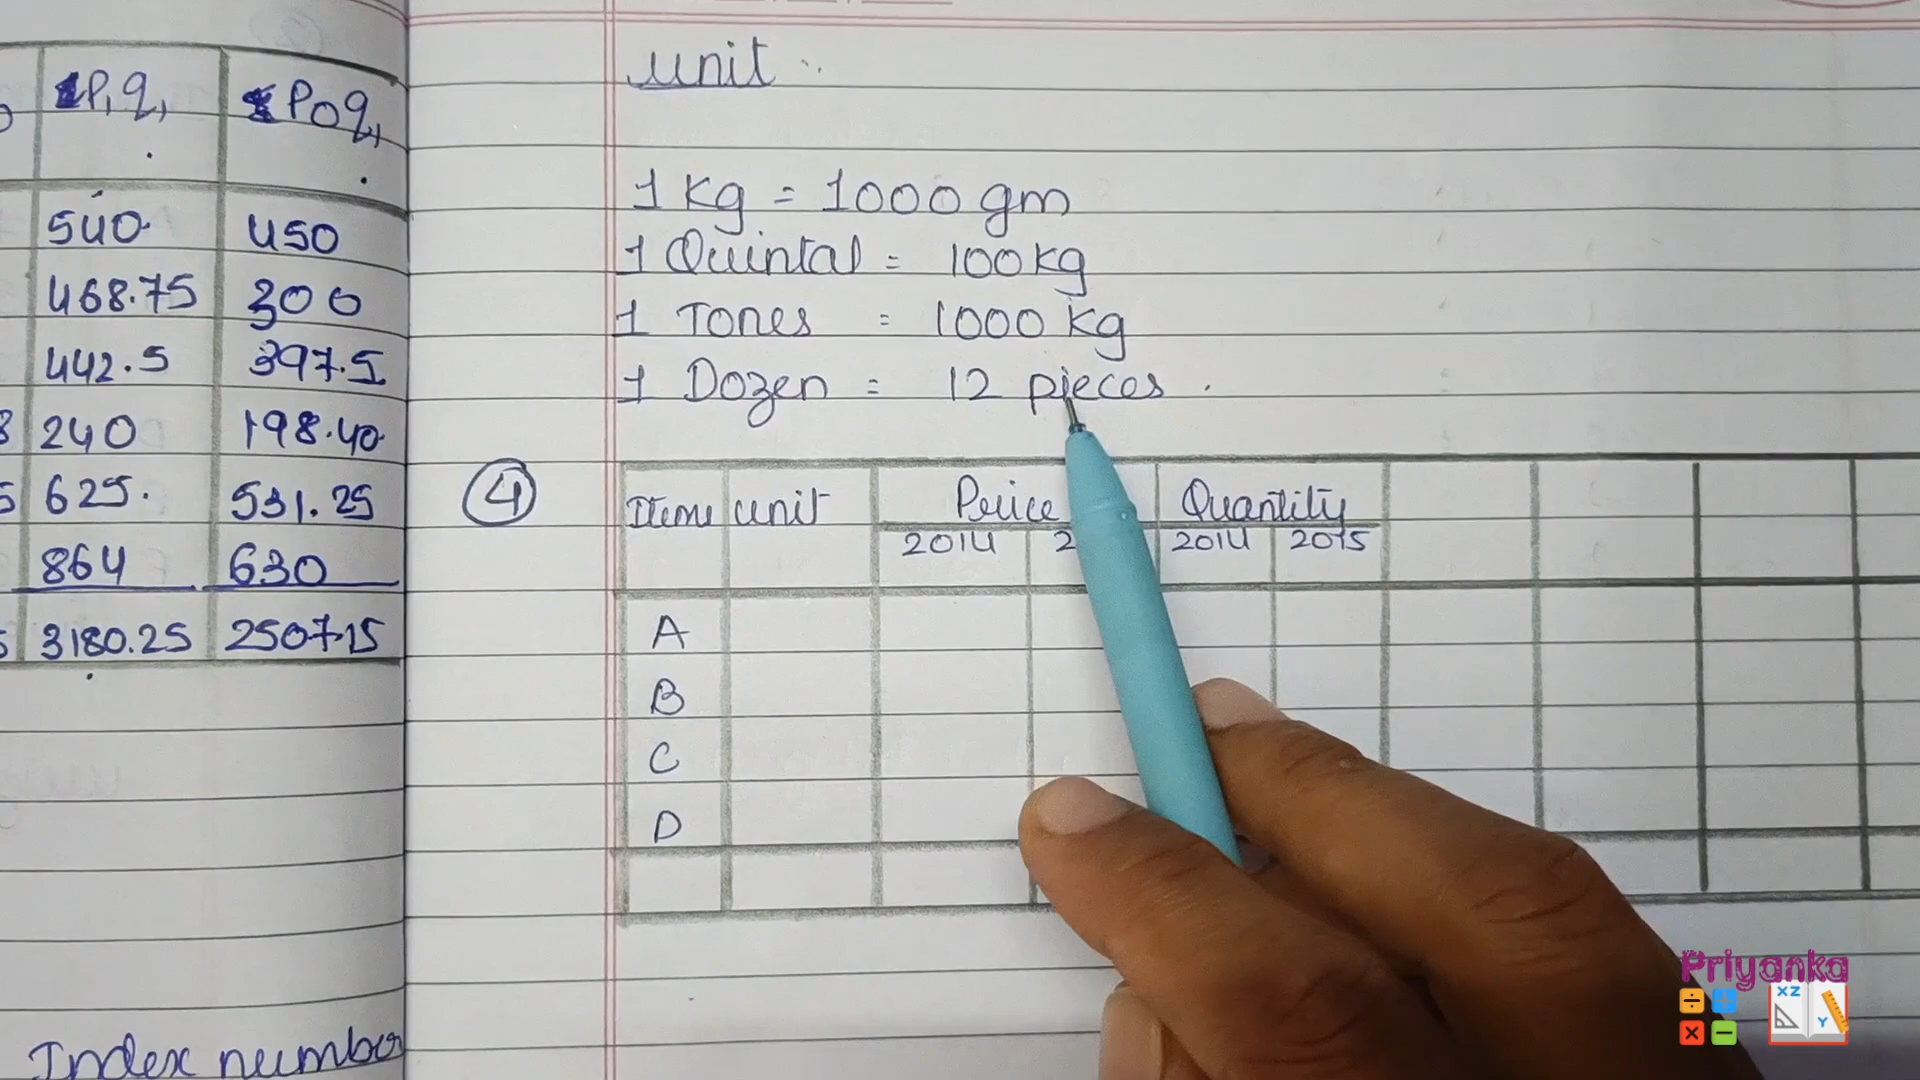 P1q1 P0q1
540 450
468.75 300
442.5 397.5
240 198.40
625. 531.25
864 630
3180.25 2507.15
Index number
unit
1 Kg = 1000 gm
1 Quintal = 100 kg
1 Tones = 1000 kg
1 Dozen = 12 pieces.
4
Item unit Price Quantity
2014 2 2014 2015
A
B
C
D
Priyanka
XZ
Y